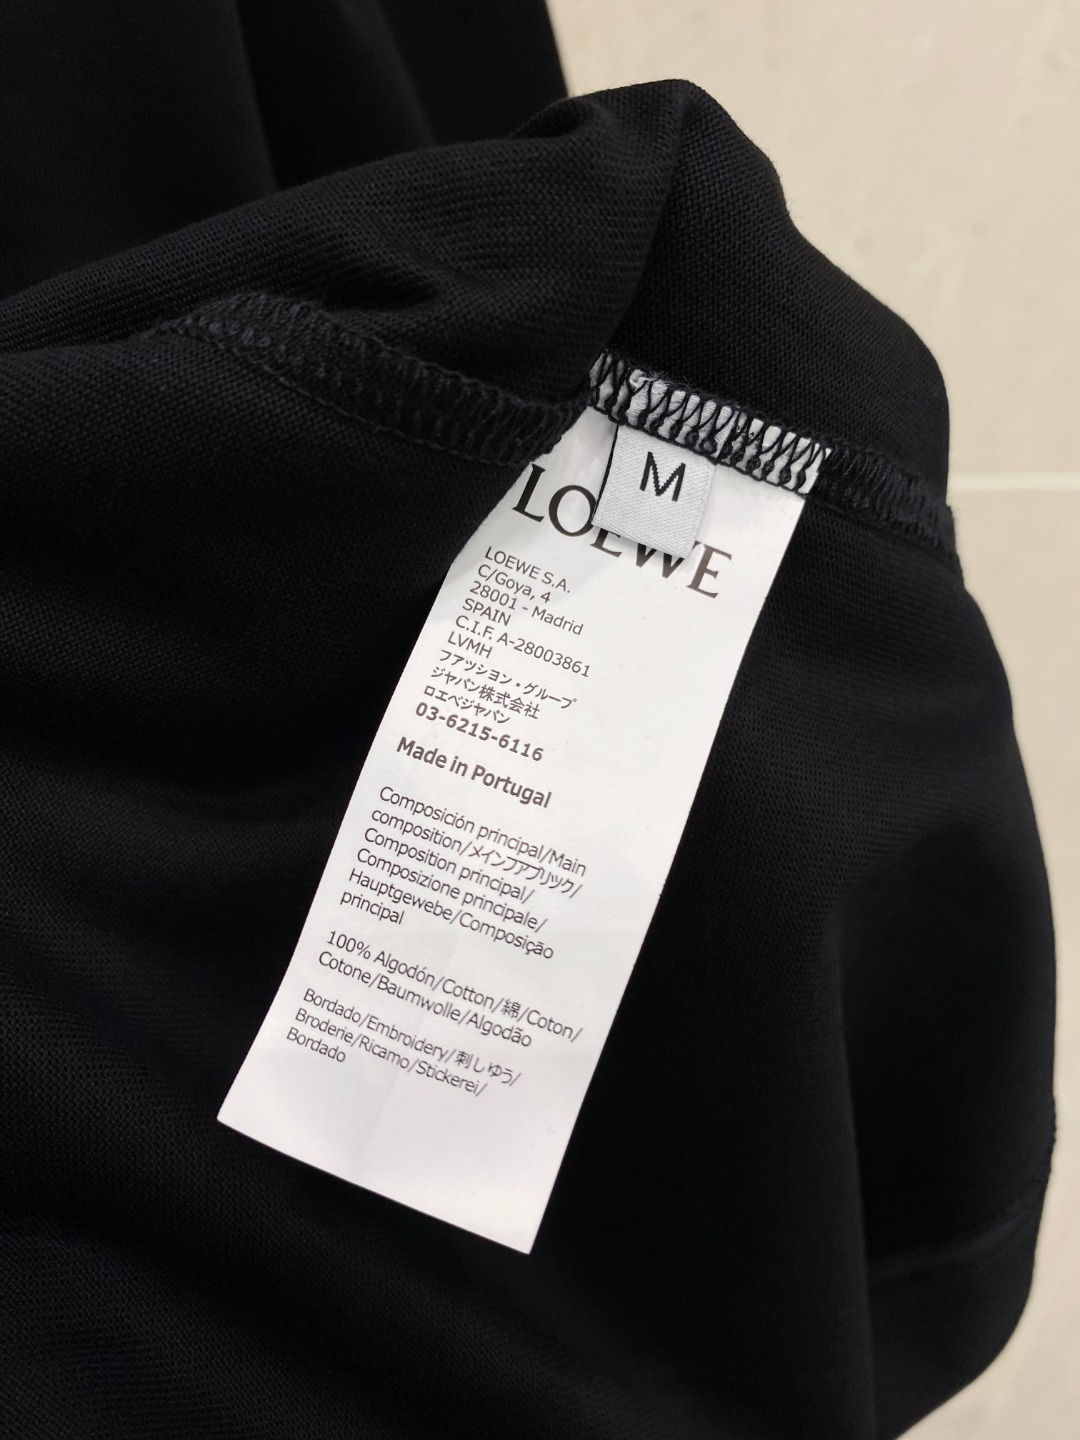 M
LOEWE
LOEWE S.A.
C/Goya, 4
28001 - Madrid
SPAIN
C.I.F. A-28003861
LVMH
ファッション・グループ
ジャパン株式会社
ロエベジャパン
03-6215-6116
Made in Portugal
Composición principal/Main
composition/メインファブリック/
Composition principal/
Composizione principale/
Hauptgewebe/Composição
principal
100% Algodón/Cotton/綿/Coton/
Cotone/Baumwolle/Algodão
Bordado/Embroidery/刺しゆう/
Broderie/Ricamo/Stickerei/
Bordado